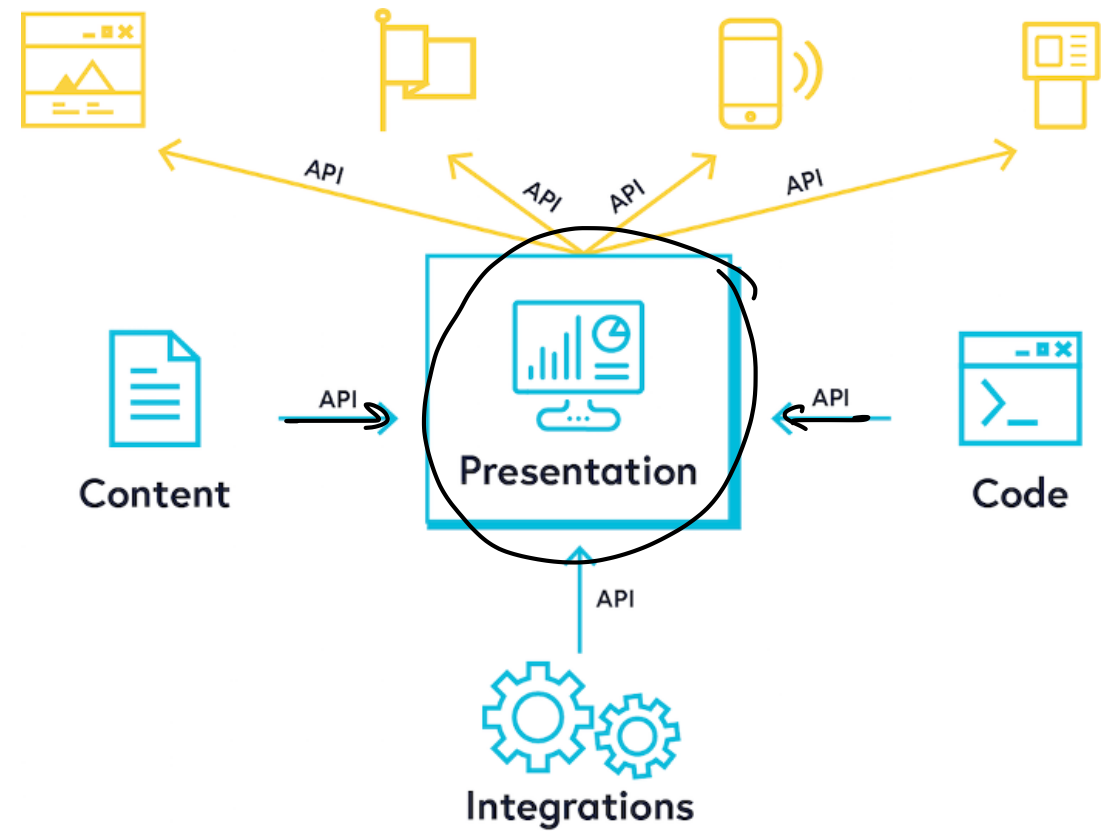 API
API
API
API
API
API
Content
Presentation
Code
API
Integrations